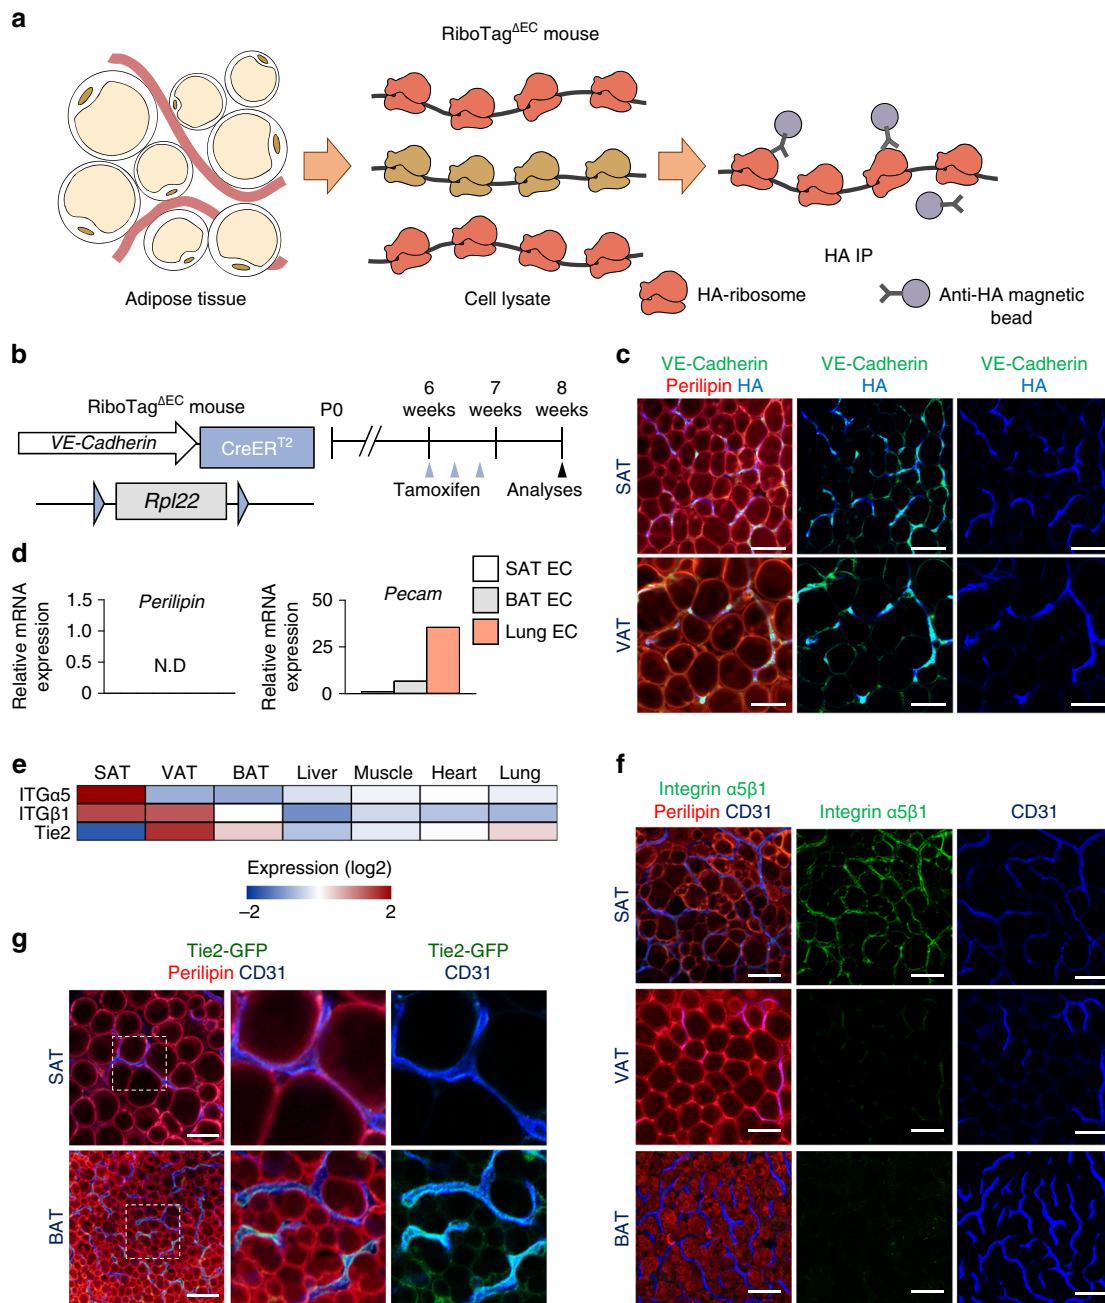 a
RiboTagΔEC mouse
Adipose tissue
Cell lysate
HA IP
HA-ribosome
Anti-HA magnetic
bead
b
RiboTagΔEC mouse
VE-Cadherin
CreERT2
Rpl22
P0
6
weeks
7
weeks
8
weeks
Tamoxifen
Analyses
c
VE-Cadherin
Perilipin HA
VE-Cadherin
HA
VE-Cadherin
HA
SAT
VAT
d
Relative mRNA
expression
1.5
1.0
0.5
0
Perilipin
N.D
Relative mRNA
expression
50
25
0
Pecam
SAT EC
BAT EC
Lung EC
e
SAT VAT BAT Liver Muscle Heart Lung
ITGα5
ITGβ1
Tie2
Expression (log2)
–2 2
f
Integrin α5β1
Perilipin CD31
Integrin α5β1
CD31
SAT
VAT
BAT
g
Tie2-GFP
Perilipin CD31
Tie2-GFP
CD31
SAT
BAT